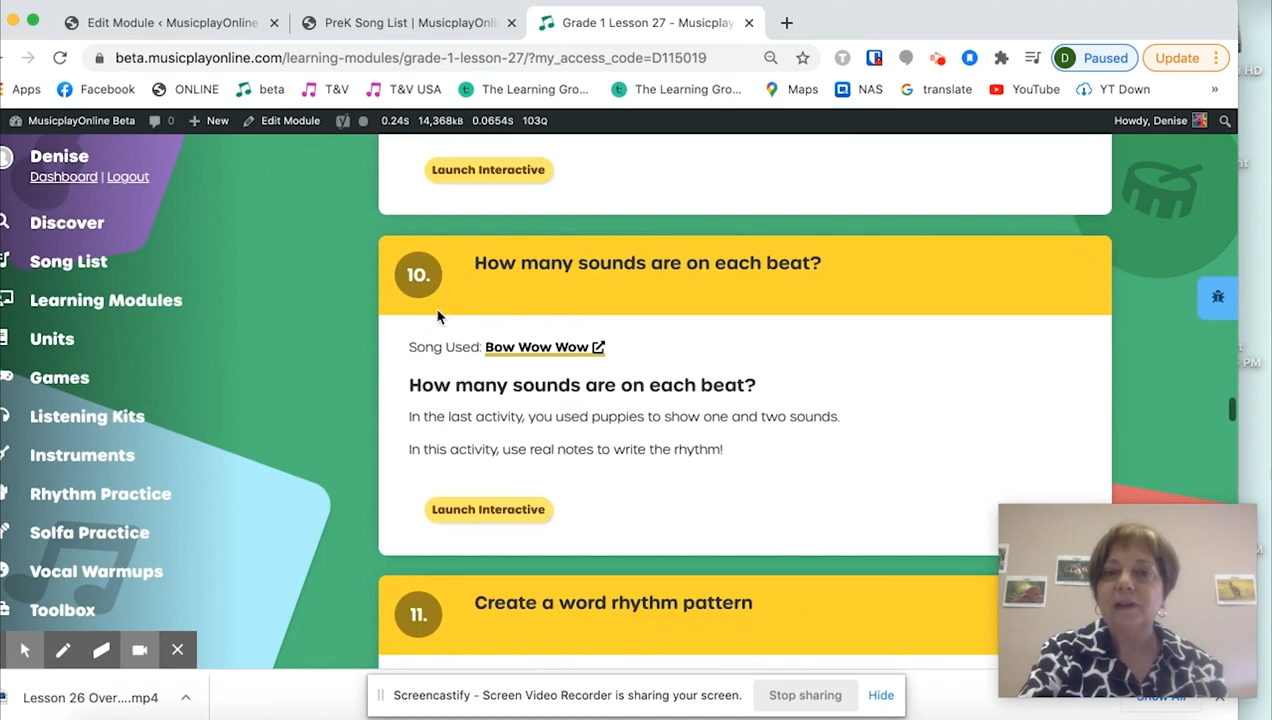 Edit Module ‹ MusicplayOnline
PreK Song List | MusicplayOnli
Grade 1 Lesson 27 - Musicplay
beta.musicplayonline.com/learning-modules/grade-1-lesson-27/?my_access_code=D115019
D Paused
Update
Apps Facebook ONLINE beta T&V T&V USA The Learning Gro... The Learning Gro... Maps NAS translate YouTube YT Down »
MusicplayOnline Beta 0 New Edit Module 0.24s 14,368kB 0.0654s 103Q Howdy, Denise
Denise
Dashboard | Logout
Discover
Song List
Learning Modules
Units
Games
Listening Kits
Instruments
Rhythm Practice
Solfa Practice
Vocal Warmups
Toolbox
Launch Interactive
10. How many sounds are on each beat?
Song Used: Bow Wow Wow
How many sounds are on each beat?
In the last activity, you used puppies to show one and two sounds.
In this activity, use real notes to write the rhythm!
Launch Interactive
11. Create a word rhythm pattern
HD
PM
Lesson 26 Over....mp4
Screencastify - Screen Video Recorder is sharing your screen.
Stop sharing
Hide